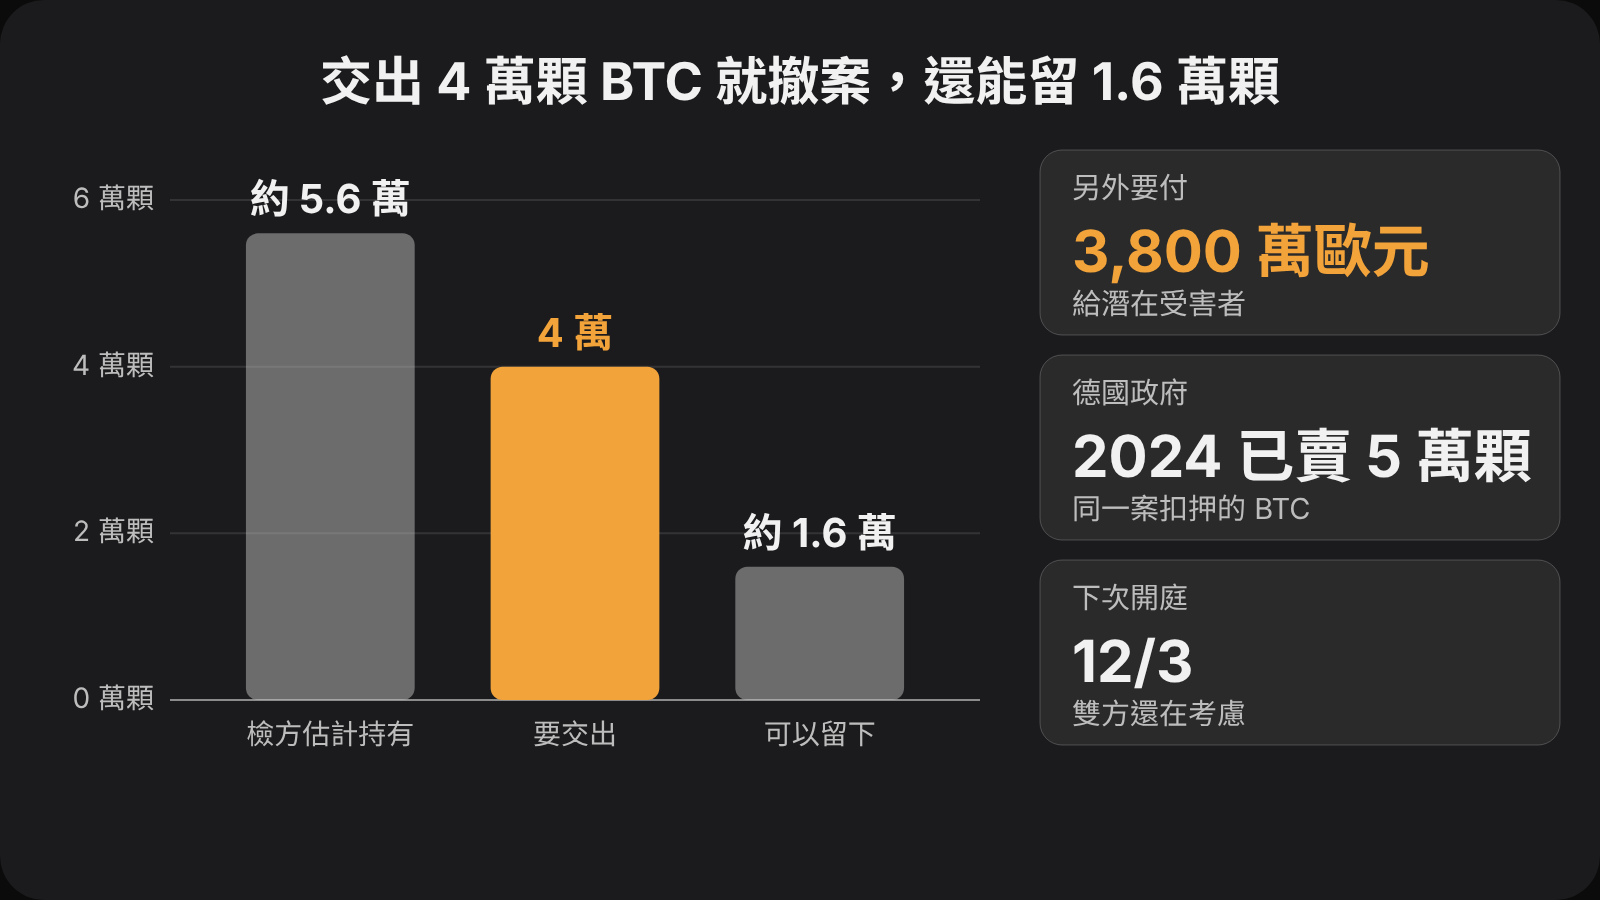 交出 4 萬顆 BTC 就撤案，還能留 1.6 萬顆
6 萬顆
4 萬顆
2 萬顆
0 萬顆
約 5.6 萬
4 萬
約 1.6 萬
檢方估計持有
要交出
可以留下
另外要付
3,800 萬歐元
給潛在受害者
德國政府
2024 已賣 5 萬顆
同一案扣押的 BTC
下次開庭
12/3
雙方還在考慮